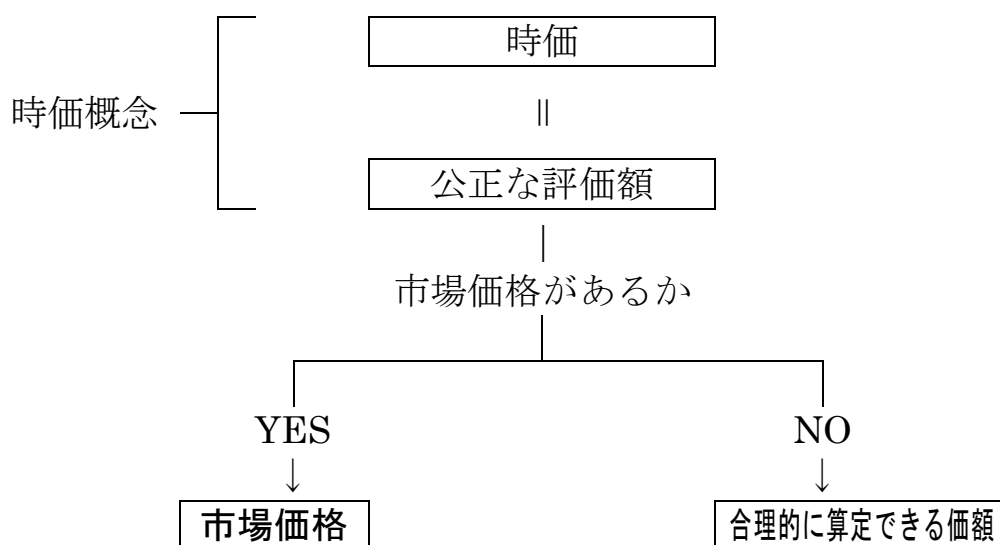 時価
時価概念
॥
公正な評価額
市場価格があるか
YES
NO
↓
↓
市場価格
合理的に算定できる価額